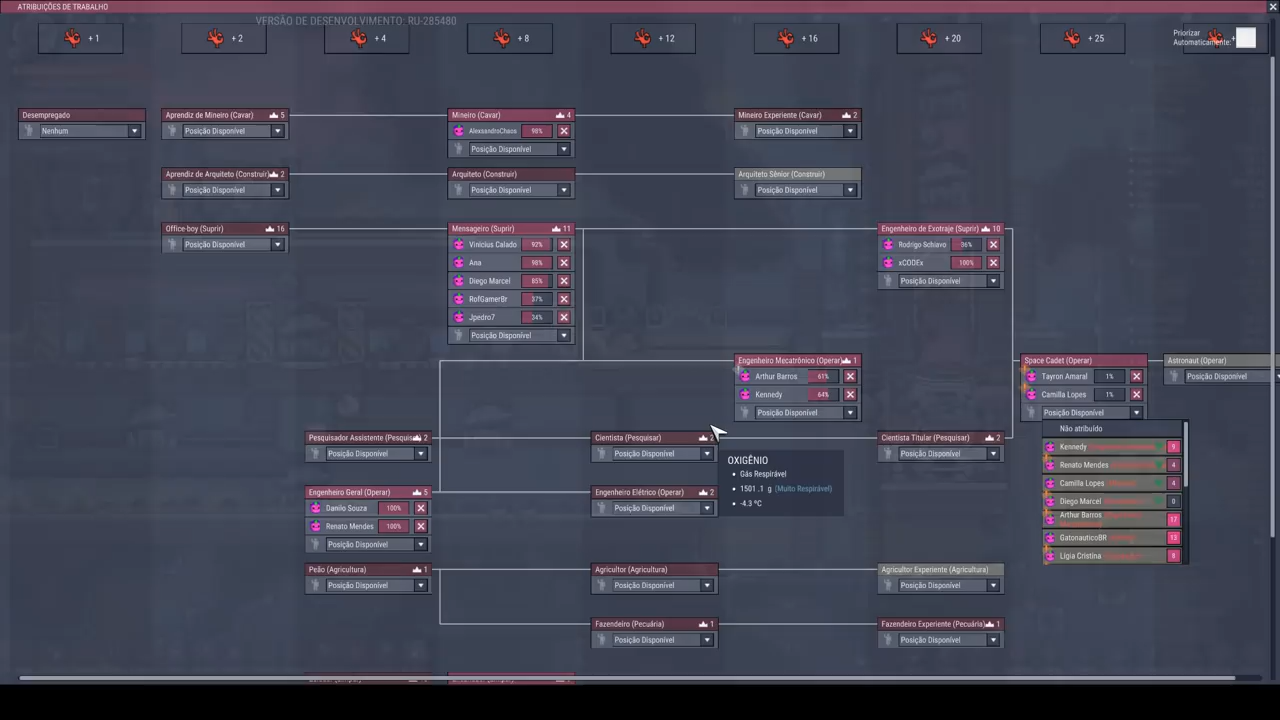 ATRIBUIÇÕES DE TRABALHO
VERSÃO DE DESENVOLVIMENTO: RU-285480
+ 1
+ 2
+ 4
+ 8
+ 12
+ 16
+ 20
+ 25
Priorizar
Automaticamente:
Desempregado
Nenhum
Aprendiz de Mineiro (Cavar) 5
Posição Disponível
Mineiro (Cavar) 4
AlexsandroChaos 98%
Posição Disponível
Mineiro Experiente (Cavar) 2
Posição Disponível
Aprendiz de Arquiteto (Construir) 2
Posição Disponível
Arquiteto (Construir)
Posição Disponível
Arquiteto Sênior (Construir)
Posição Disponível
Office-boy (Suprir) 16
Posição Disponível
Mensageiro (Suprir) 11
Vinicius Calado 92%
Ana 98%
Diego Marcel 85%
RofGamerBr 37%
Jpedro7 34%
Posição Disponível
Engenheiro de Exotraje (Suprir) 10
Rodrigo Schiavo 36%
xCODEx 100%
Posição Disponível
Engenheiro Mecatrônico (Operar) 1
Arthur Barros 61%
Kennedy 64%
Posição Disponível
Space Cadet (Operar)
Tayron Amaral 1%
Camilla Lopes 1%
Posição Disponível
Astronaut (Operar)
Posição Disponível
Não atribuído
Kennedy 9
Renato Mendes 4
Camilla Lopes 4
Diego Marcel 0
Arthur Barros 17
GatonauticoBR 13
Lígia Cristina 8
Pesquisador Assistente (Pesquisar) 2
Posição Disponível
Cientista (Pesquisar) 2
Posição Disponível
Cientista Titular (Pesquisar) 2
Posição Disponível
OXIGÊNIO
• Gás Respirável
• 1501 .1 g (Muito Respirável)
• -4.3 ºC
Engenheiro Geral (Operar) 5
Danilo Souza 100%
Renato Mendes 100%
Posição Disponível
Engenheiro Elétrico (Operar) 2
Posição Disponível
Peão (Agricultura) 1
Posição Disponível
Agricultor (Agricultura)
Posição Disponível
Agricultor Experiente (Agricultura)
Posição Disponível
Fazendeiro (Pecuária) 1
Posição Disponível
Fazendeiro Experiente (Pecuária) 1
Posição Disponível